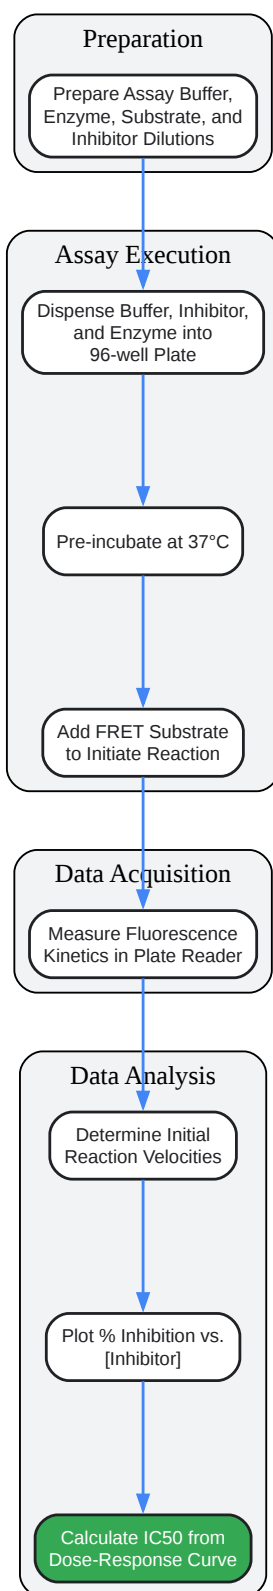 Preparation
Prepare Assay Buffer,
Enzyme, Substrate, and
Inhibitor Dilutions
Assay Execution
Dispense Buffer, Inhibitor,
and Enzyme into
96-well Plate
Pre-incubate at 37°C
Add FRET Substrate
to Initiate Reaction
Data Acquisition
Measure Fluorescence
Kinetics in Plate Reader
Data Analysis
Determine Initial
Reaction Velocities
Plot % Inhibition vs.
[Inhibitor]
Calculate IC50 from
Dose-Response Curve